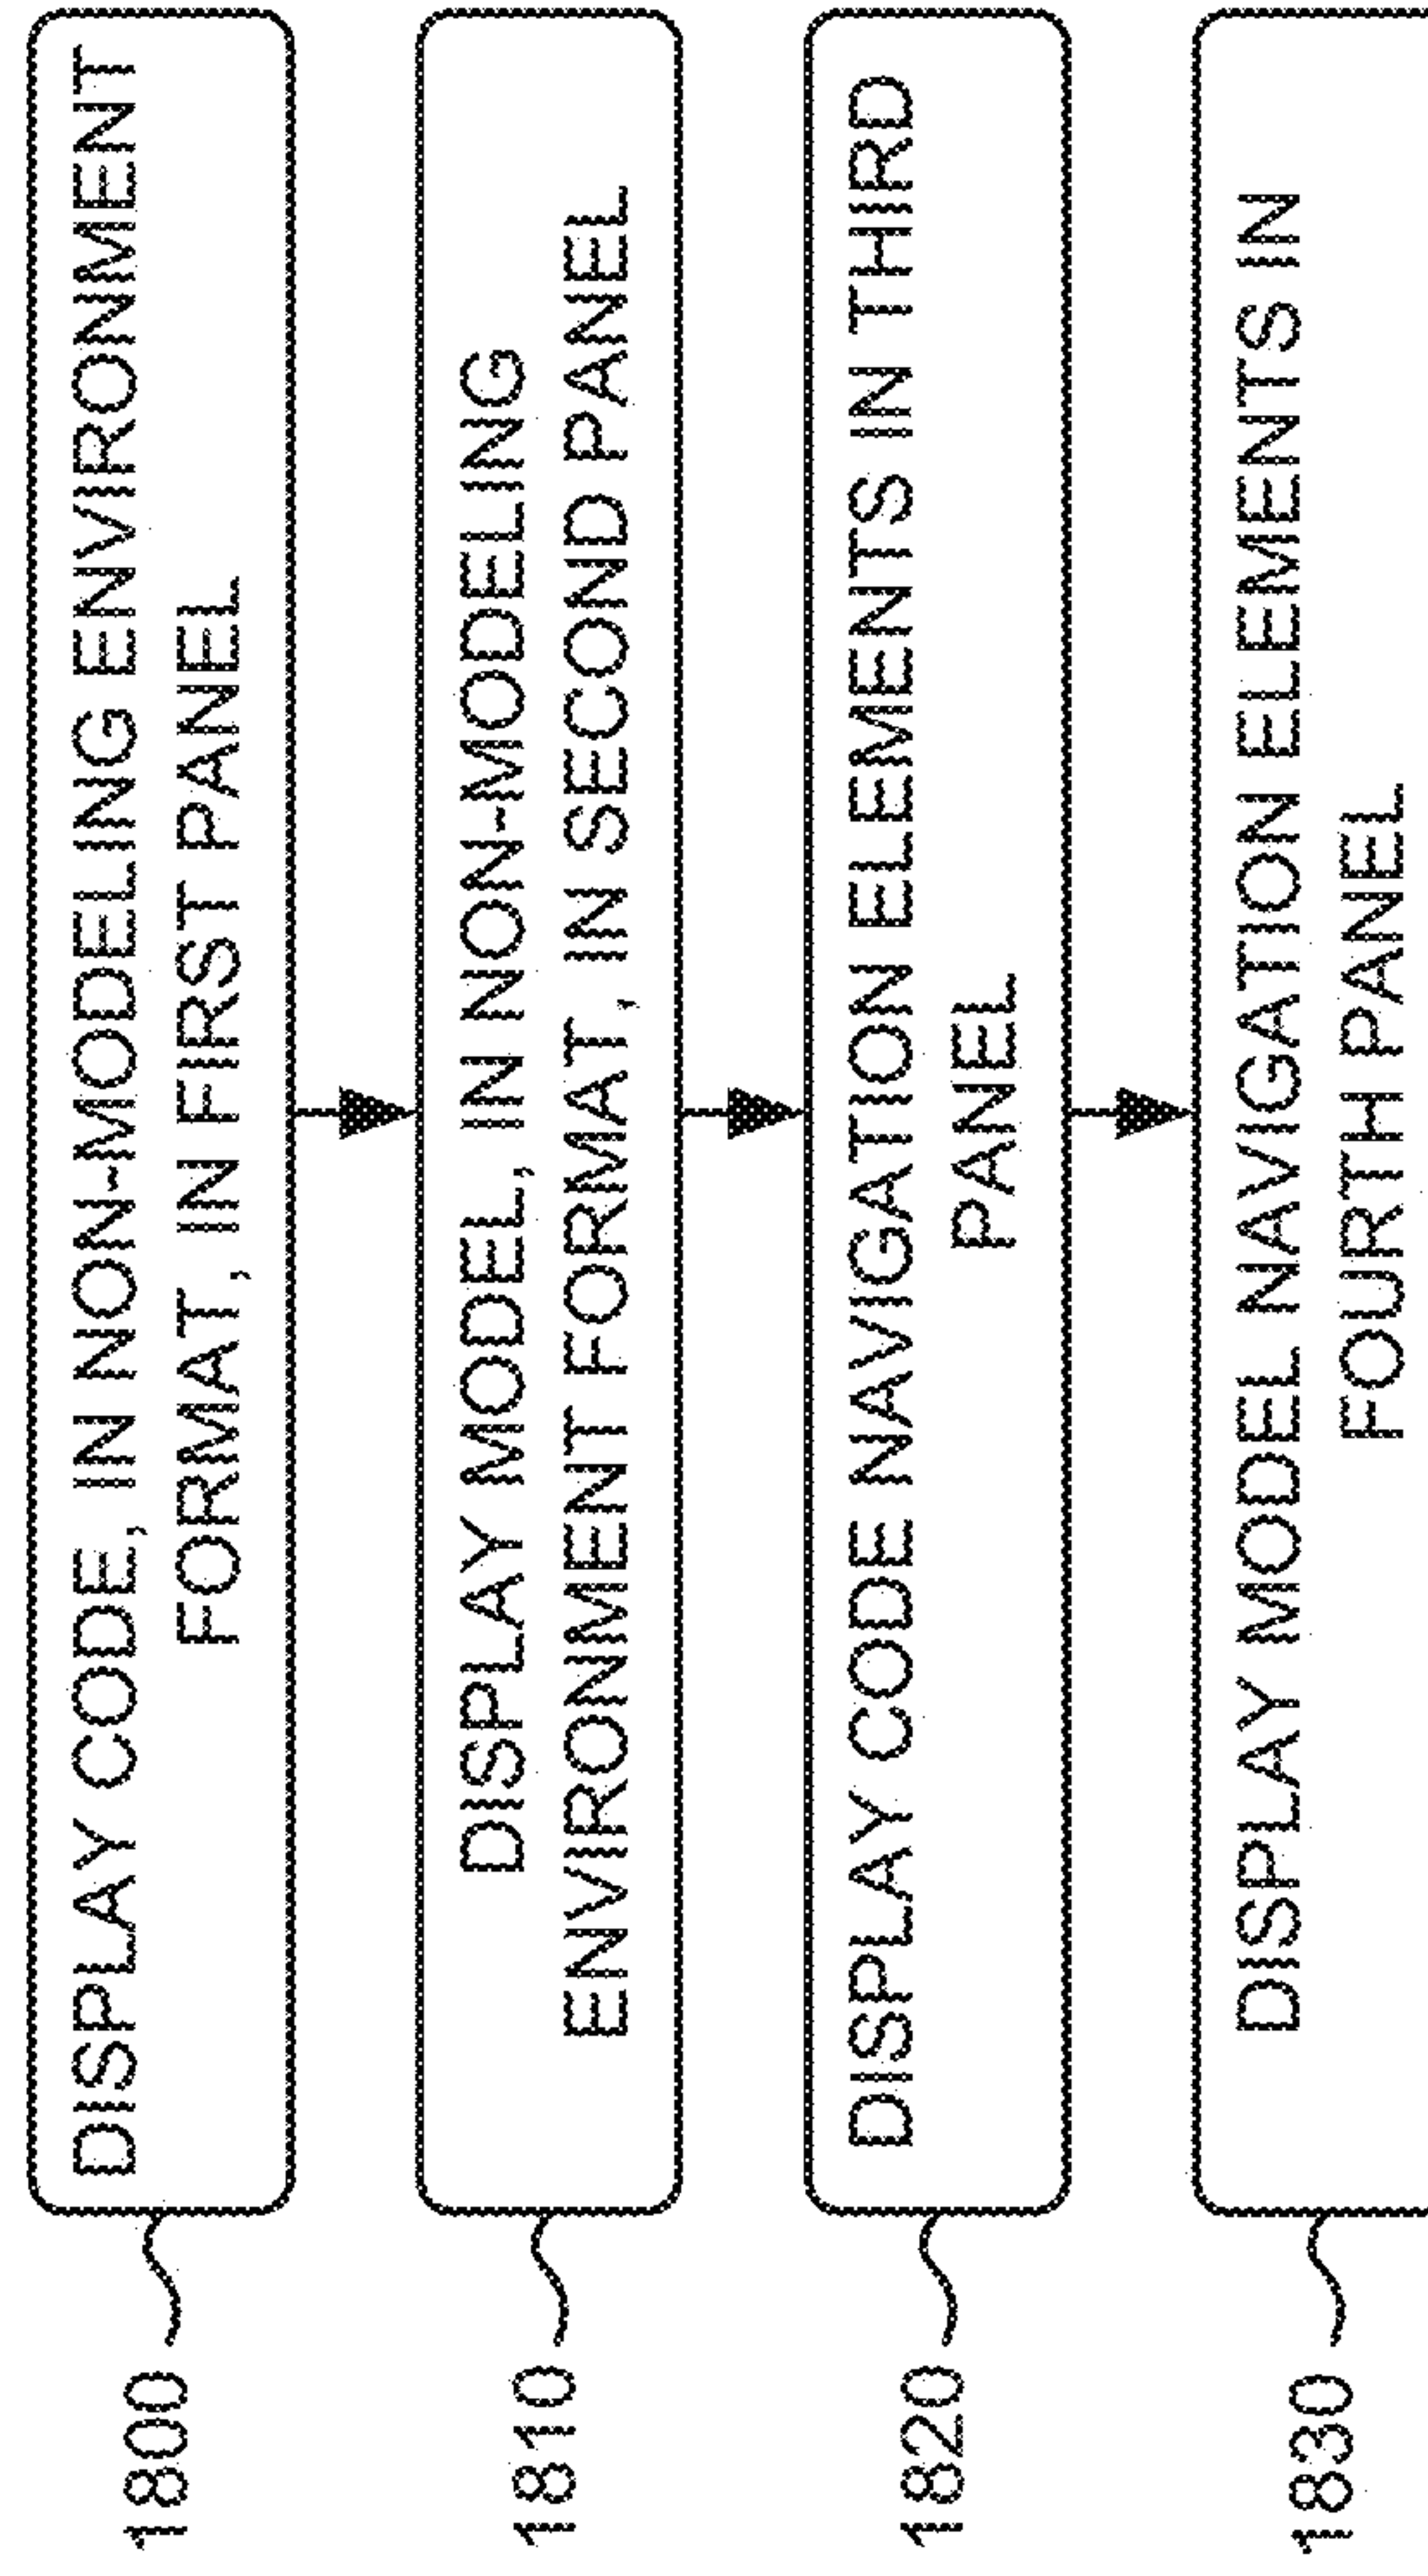 1800
DISPLAY CODE, IN NON-MODELING ENVIRONMENT
FORMAT, IN FIRST PANEL
1810
DISPLAY MODEL, IN NON-MODELING
ENVIRONMENT FORMAT, IN SECOND PANEL
1820
DISPLAY CODE NAVIGATION ELEMENTS IN THIRD
PANEL
1830
DISPLAY MODEL NAVIGATION ELEMENTS IN
FOURTH PANEL